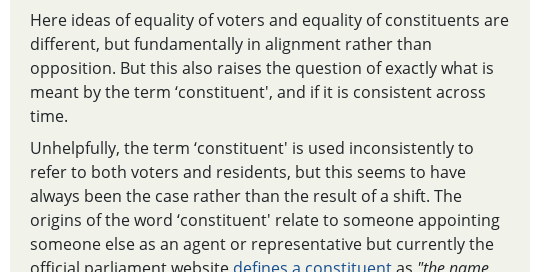 Here ideas of equality of voters and equality of constituents are
different, but fundamentally in alignment rather than
opposition. But this also raises the question of exactly what is
meant by the term ‘constituent', and if it is consistent across
time.
Unhelpfully, the term ‘constituent' is used inconsistently to
refer to both voters and residents, but this seems to have
always been the case rather than the result of a shift. The
origins of the word ‘constituent' relate to someone appointing
someone else as an agent or representative but currently the
official parliament website defines a constituent as "the name